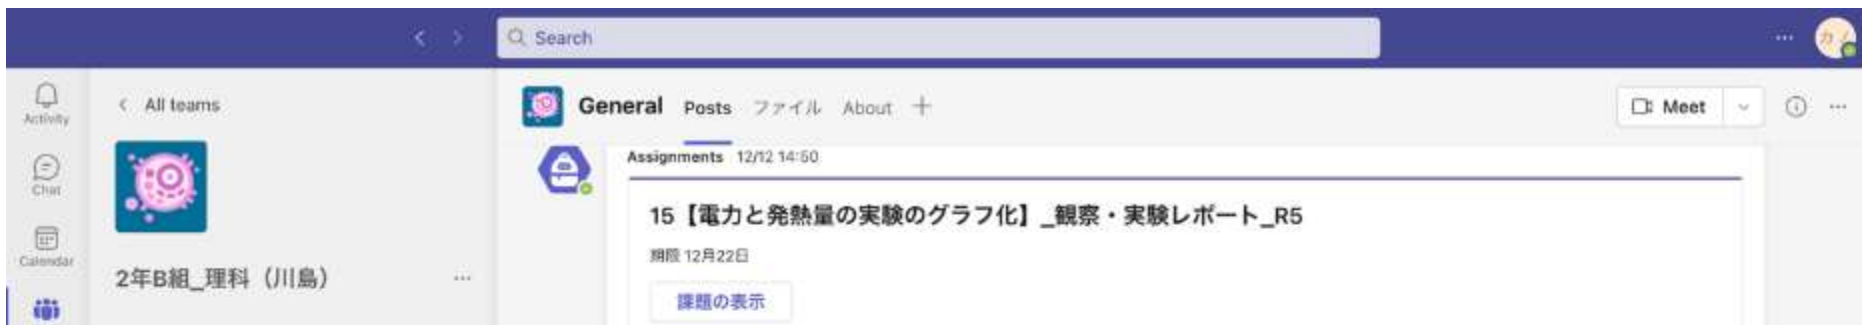 Search
カノ
Activity
Chat
Calendar
< All teams
2年B組_理科（川島）
General Posts ファイル About +
Meet
Assignments 12/12 14:50
15【電力と発熱量の実験のグラフ化】_観察・実験レポート_R5
期限 12月22日
課題の表示